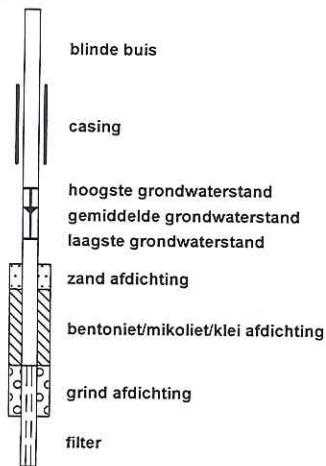 blinde buis
casing
hoogste grondwaterstand
gemiddelde grondwaterstand
laagste grondwaterstand
zand afdichting
bentoniet/mikoliet/klei afdichting
grind afdichting
filter